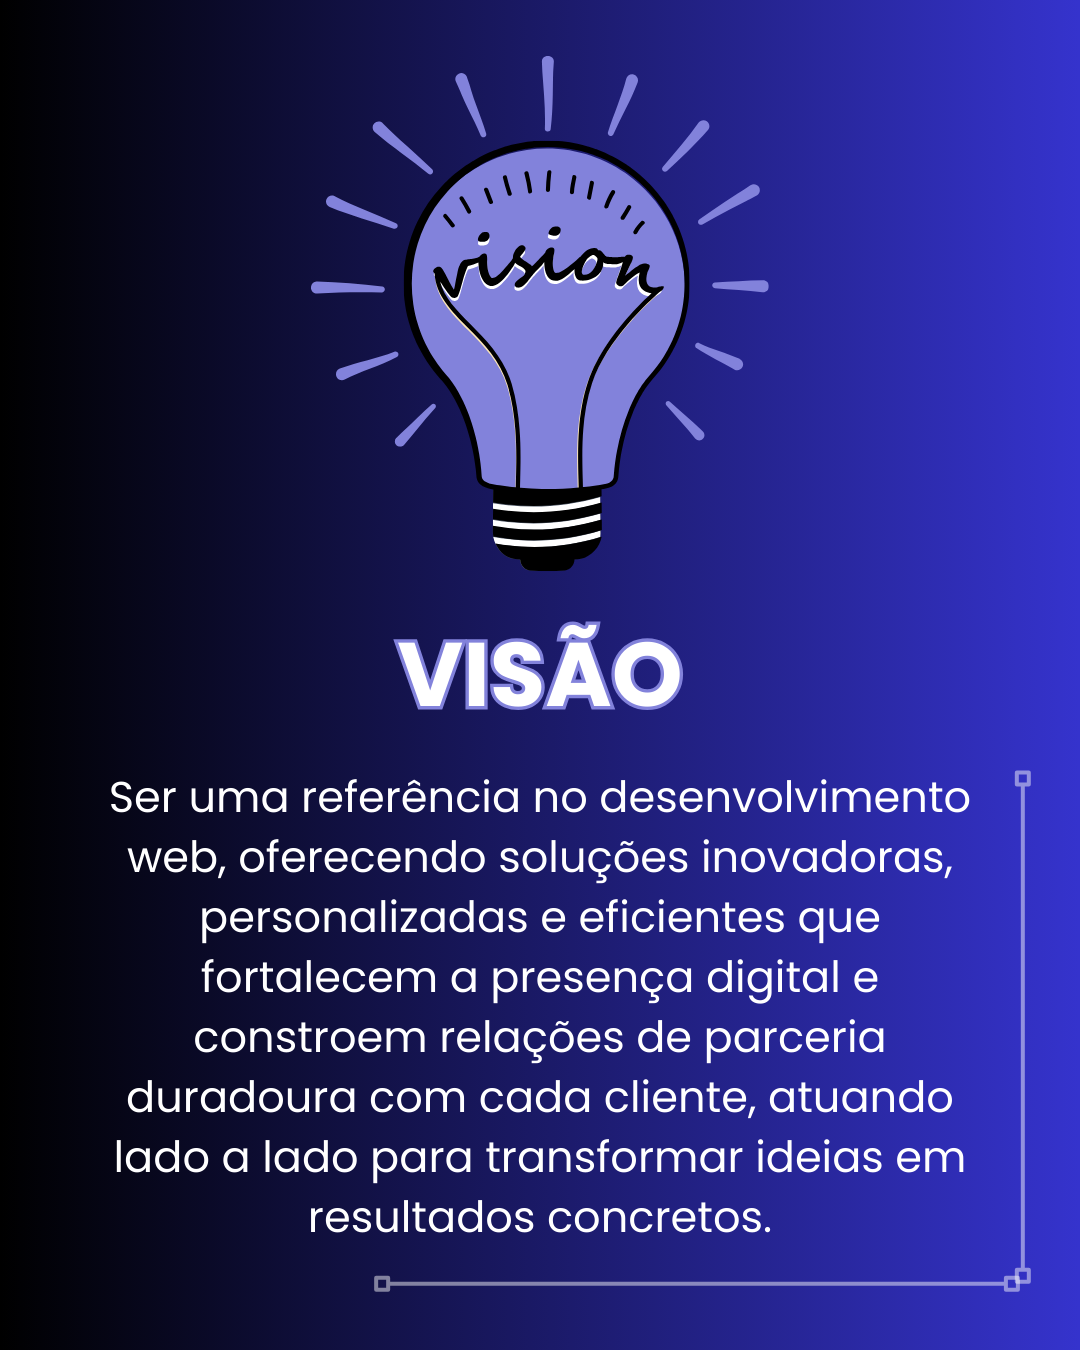 vision
VISÃO
Ser uma referência no desenvolvimento
web, oferecendo soluções inovadoras,
personalizadas e eficientes que
fortalecem a presença digital e
constroem relações de parceria
duradoura com cada cliente, atuando
lado a lado para transformar ideias em
resultados concretos.